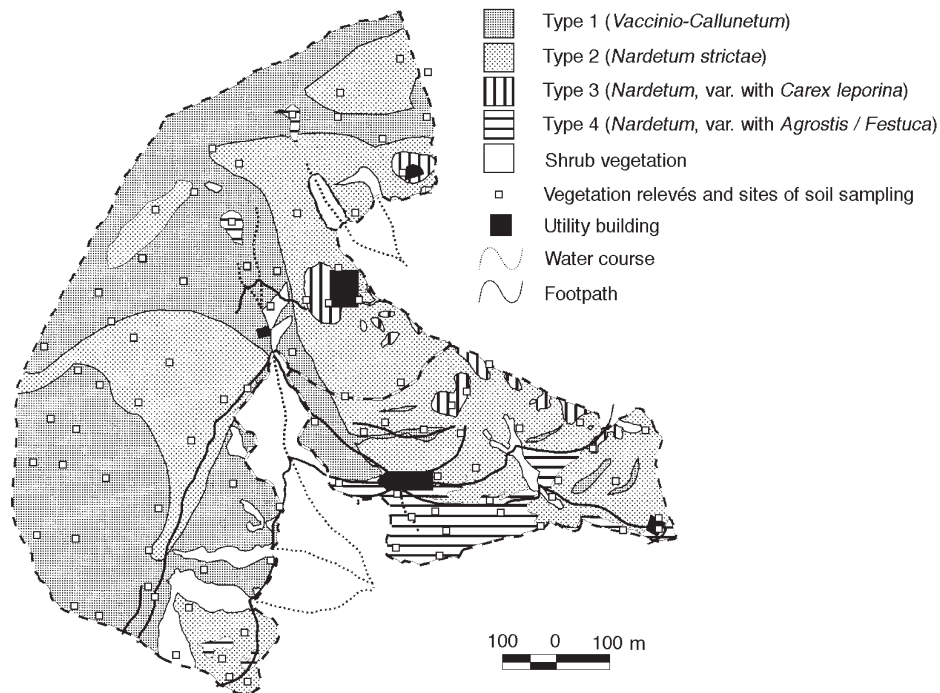 Type 1 (Vaccinio-Callunetum)
Type 2 (Nardetum strictae)
Type 3 (Nardetum, var. with Carex leporina)
Type 4 (Nardetum, var. with Agrostis / Festuca)
Shrub vegetation
Vegetation relevés and sites of soil sampling
Utility building
Water course
Footpath
100 0 100 m